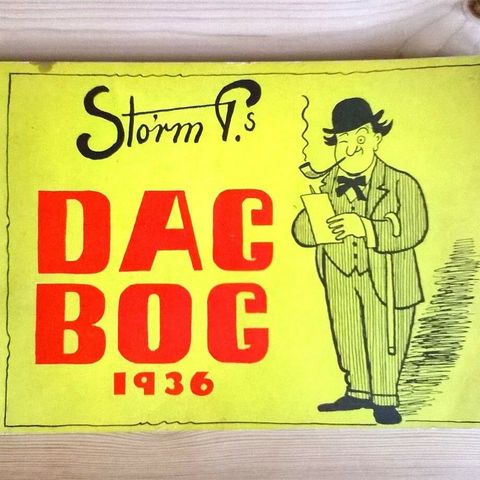 Storm P.s
DAG
BOG
1936